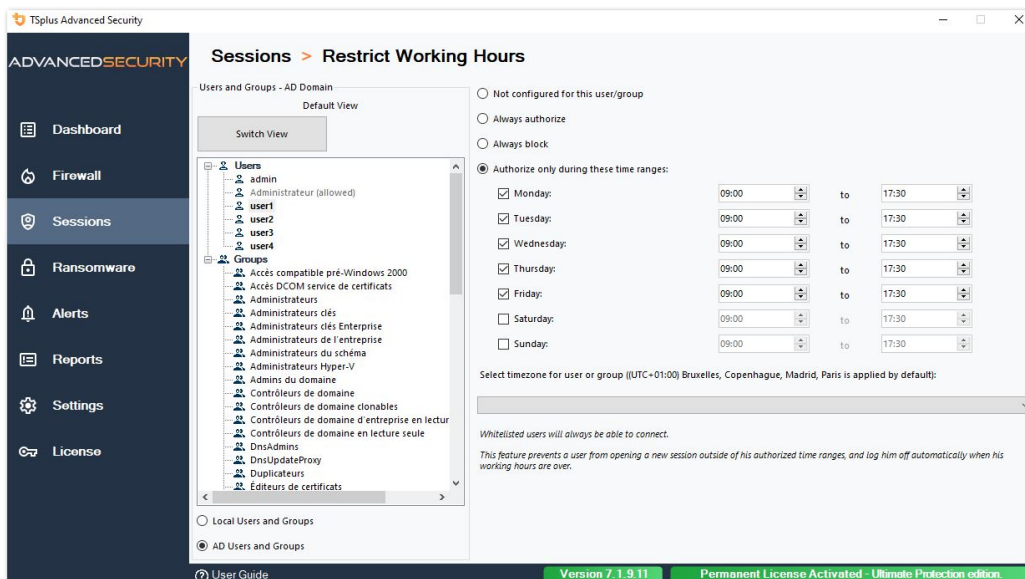 TSplus Advanced Security
ADVANCEDSECURITY
Dashboard
Firewall
Sessions
Ransomware
Alerts
Reports
Settings
License
Sessions > Restrict Working Hours
Users and Groups - AD Domain
Default View
Switch View
Users
admin
Administrateur (allowed)
user1
user2
user3
user4
Groups
Accès compatible pré-Windows 2000
Accès DCOM service de certificats
Administrateurs
Administrateurs clés
Administrateurs clés Enterprise
Administrateurs de l'entreprise
Administrateurs du schéma
Administrateurs Hyper-V
Admins du domaine
Contrôleurs de domaine
Contrôleurs de domaine clonables
Contrôleurs de domaine d'entreprise en lectur
Contrôleurs de domaine en lecture seule
DnsAdmins
DnsUpdateProxy
Duplicateurs
Éditeurs de certificats
Local Users and Groups
AD Users and Groups
Not configured for this user/group
Always authorize
Always block
Authorize only during these time ranges:
Monday: 09:00 to 17:30
Tuesday: 09:00 to 17:30
Wednesday: 09:00 to 17:30
Thursday: 09:00 to 17:30
Friday: 09:00 to 17:30
Saturday: 09:00 to 17:30
Sunday: 09:00 to 17:30
Select timezone for user or group ((UTC+01:00) Bruxelles, Copenhague, Madrid, Paris is applied by default):
Whitelisted users will always be able to connect.
This feature prevents a user from opening a new session outside of his authorized time ranges, and log him off automatically when his
working hours are over.
User Guide
Version 7.1.9.11
Permanent License Activated - Ultimate Protection edition.